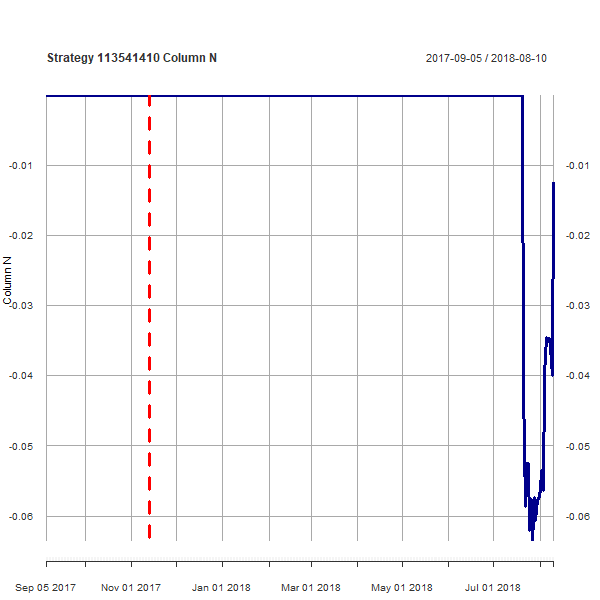 Strategy 113541410 Column N
2017-09-05 / 2018-08-10
-0.01 -0.01
-0.02 -0.02
-0.03 -0.03
-0.04 -0.04
-0.05 -0.05
-0.06 -0.06
Column N
Sep 05 2017 Nov 01 2017 Jan 01 2018 Mar 01 2018 May 01 2018 Jul 01 2018